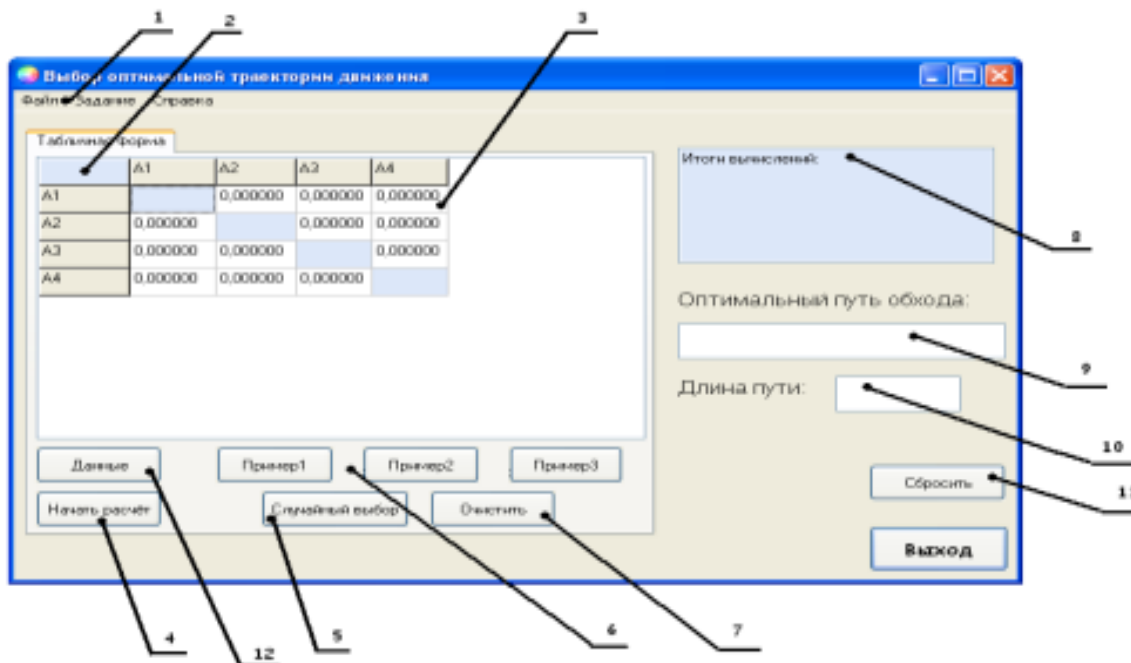 1
2
3
Выбор оптимальной траектории движения
Файл Задание Справка
Табличная форма
A1 A2 A3 A4
A1 0,000000 0,000000 0,000000
A2 0,000000 0,000000 0,000000
A3 0,000000 0,000000 0,000000
A4 0,000000 0,000000 0,000000
Итоги вычислений:
8
Оптимальный путь обхода:
9
Длина пути:
10
Данные Пример1 Пример2 Пример3
Сбросить
Начать расчёт Случайный выбор Очистить
Выход
4
12
5
6
7